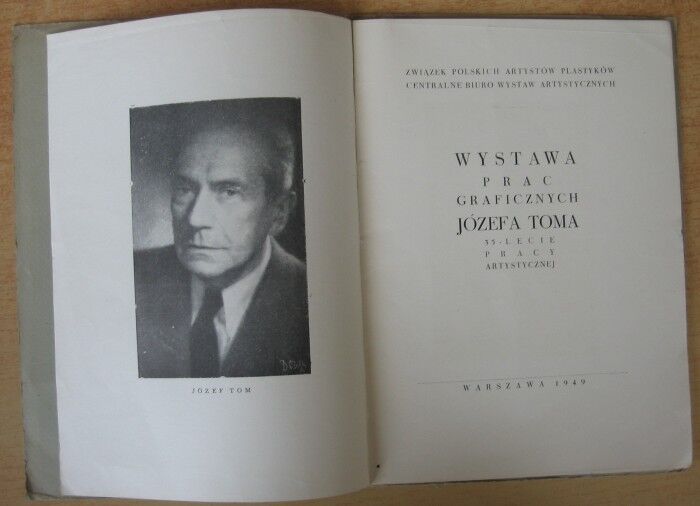 JÓZEF TOM
ZWIĄZEK POLSKICH ARTYSTÓW PLASTYKÓW
CENTRALNE BIURO WYSTAW ARTYSTYCZNYCH
WYSTAWA
PRAC
GRAFICZNYCH
JÓZEFA TOMA
35-LECIE
PRACY
ARTYSTYCZNEJ
WARSZAWA 1949